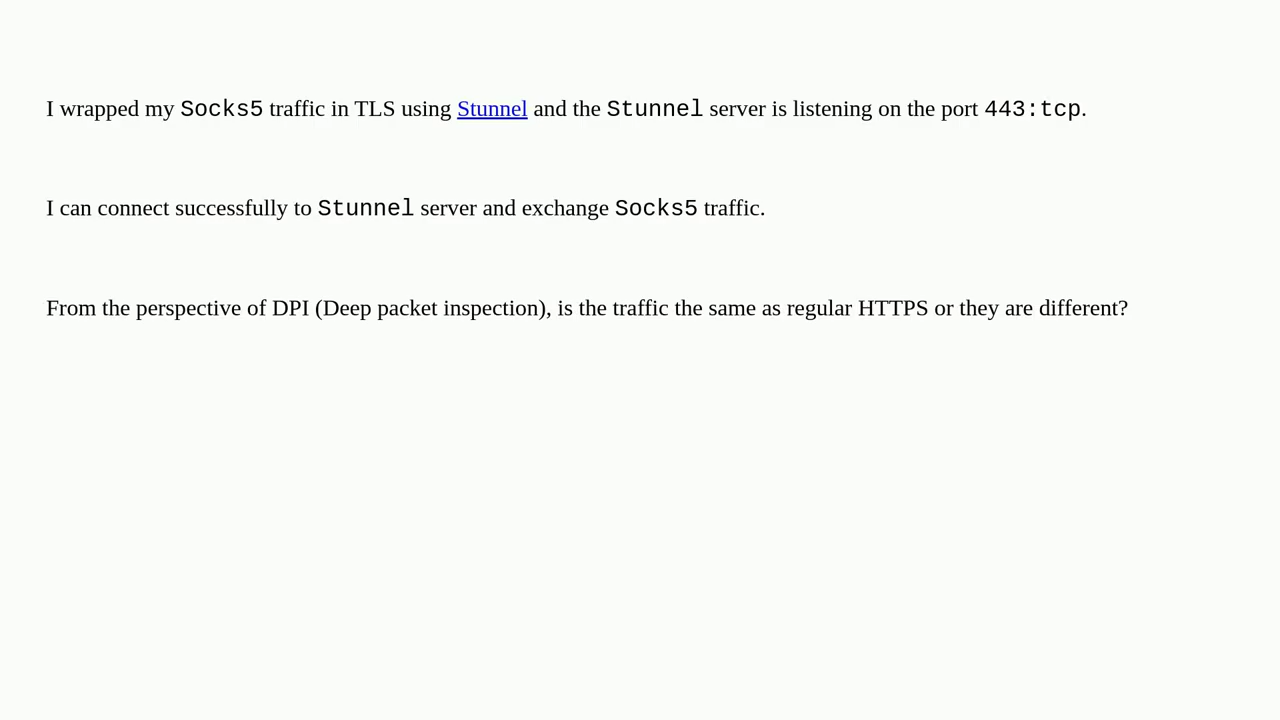 I wrapped my Socks5 traffic in TLS using Stunnel and the Stunnel server is listening on the port 443:tcp.
I can connect successfully to Stunnel server and exchange Socks5 traffic.
From the perspective of DPI (Deep packet inspection), is the traffic the same as regular HTTPS or they are different?